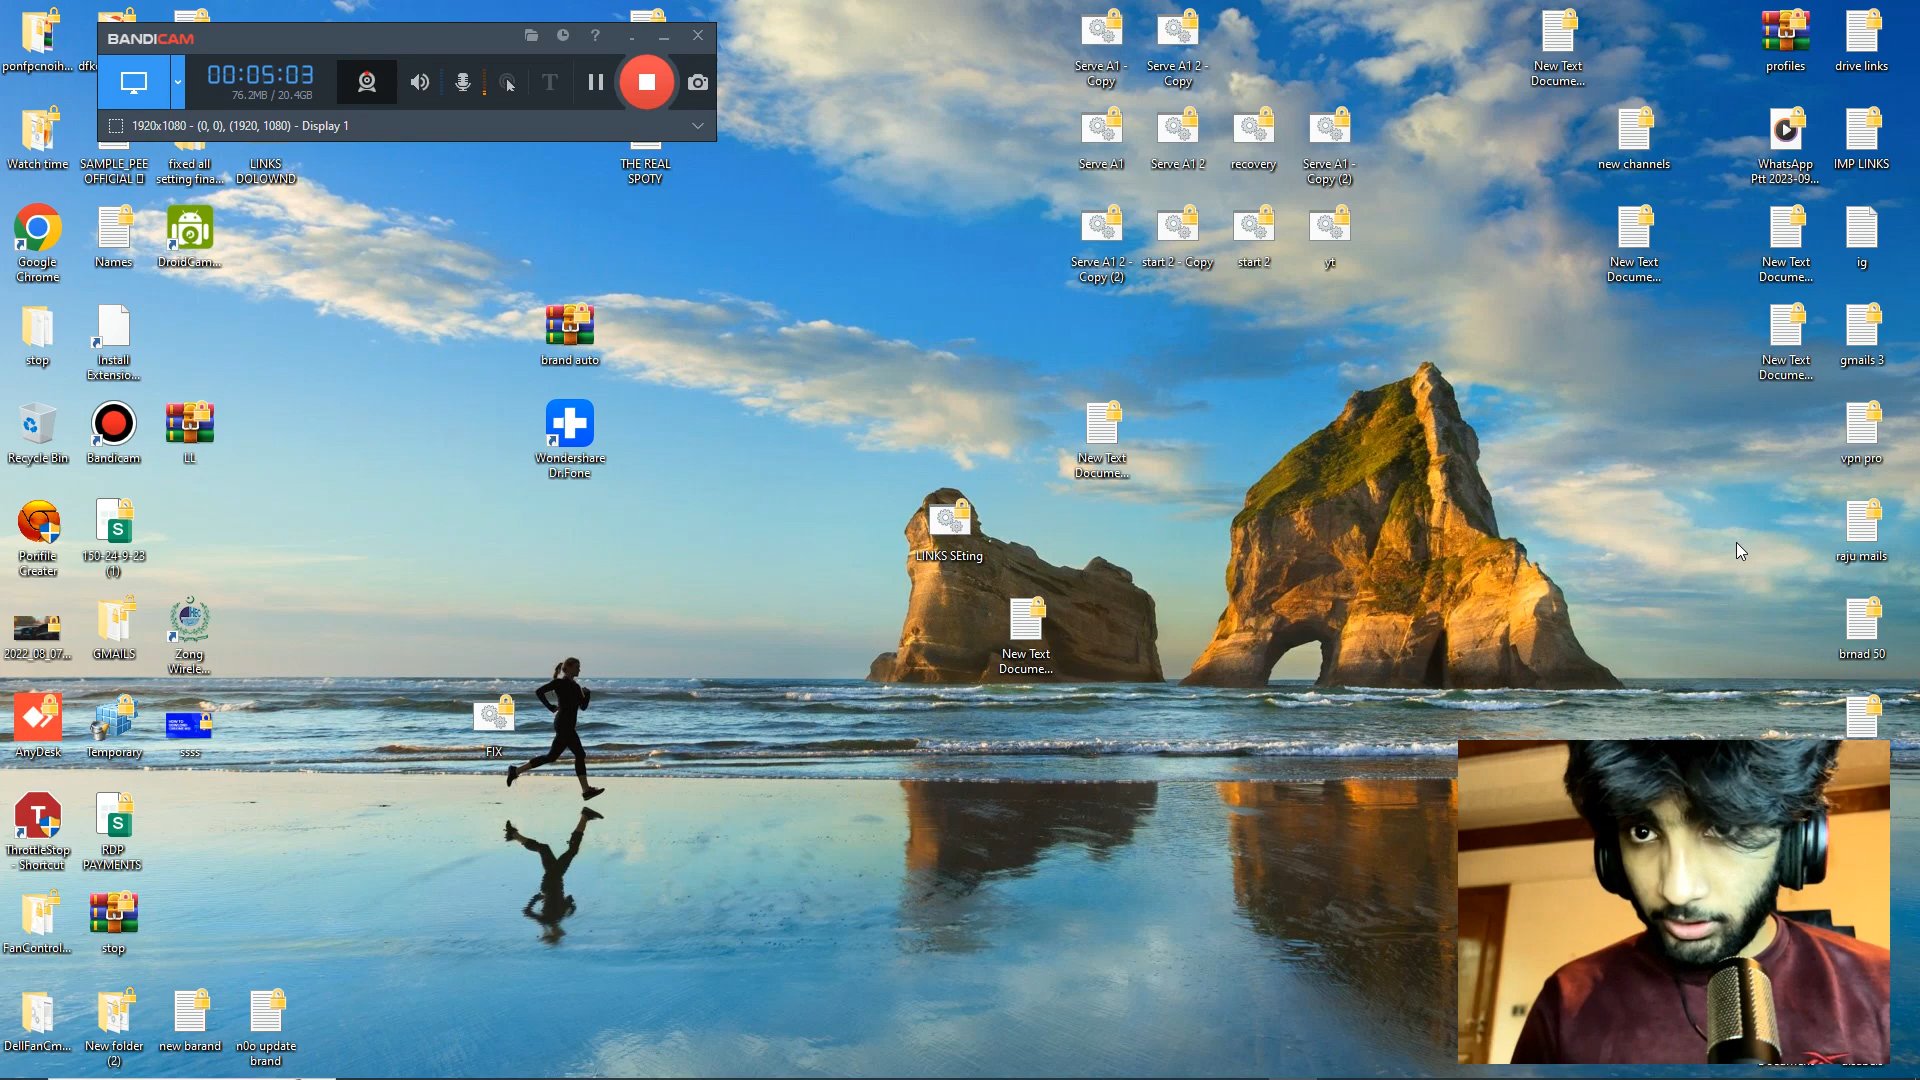 BANDICAM
00:05:03
76.2MB / 20.4GB
1920x1080 - (0, 0), (1920, 1080) - Display 1
ponfpcnoih...
Serve A1 -
Copy
Serve A1 2 -
Copy
New Text
Docume...
profiles
drive links
Watch time
SAMPLE_PEE
OFFICIAL
fixed all
setting fina...
LINKS
DOLOWND
THE REAL
SPOTY
Serve A1
Serve A1 2
recovery
Serve A1 -
Copy (2)
new channels
WhatsApp
Ptt 2023-09...
IMP LINKS
Google
Chrome
Names
DroidCam...
Serve A1 2 -
Copy (2)
start 2 - Copy
start 2
yt
New Text
Docume...
New Text
Docume...
ig
stop
Install
Extensio...
brand auto
New Text
Docume...
gmails 3
Recycle Bin
Bandicam
LL
Wondershare
Dr.Fone
New Text
Docume...
vpn pro
Porifile
Creater
150-24-9-23
(1)
LINKS SEting
raju mails
2022_08_07...
GMAILS
Zong
Wirele...
New Text
Docume...
brnad 50
AnyDesk
Temporary
ssss
FIX
ThrottleStop
- Shortcut
RDP
PAYMENTS
FanControl...
stop
DellFanCm...
New folder
(2)
new barand
n0o update
brand